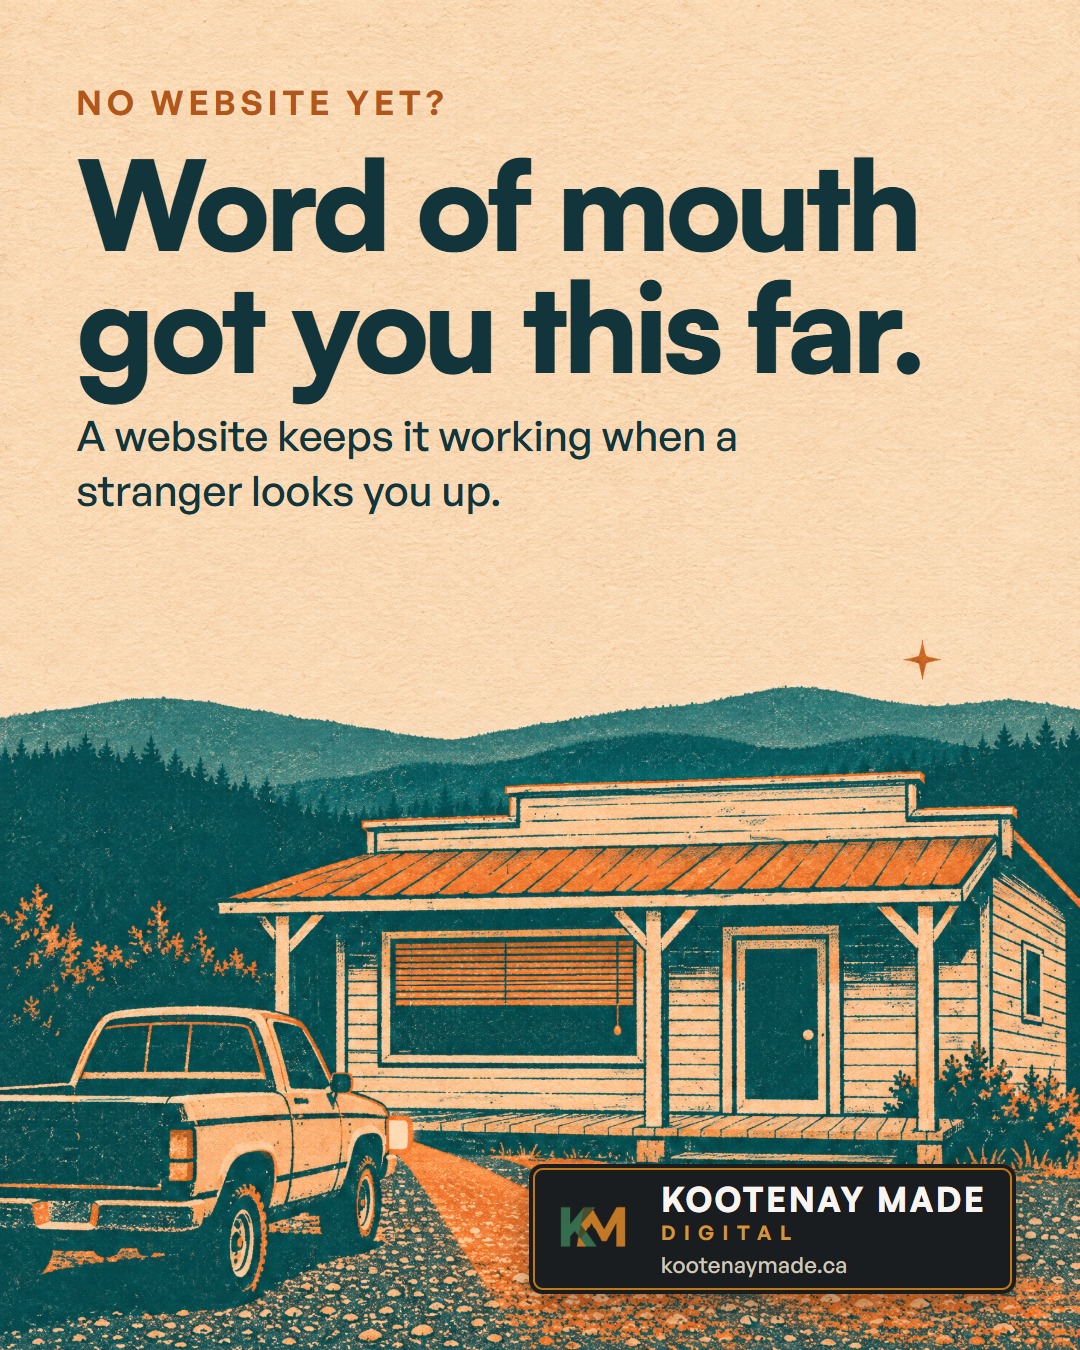 NO WEBSITE YET?
Word of mouth
got you this far.
A website keeps it working when a
stranger looks you up.
KM
KOOTENAY MADE
DIGITAL
kootenaymade.ca